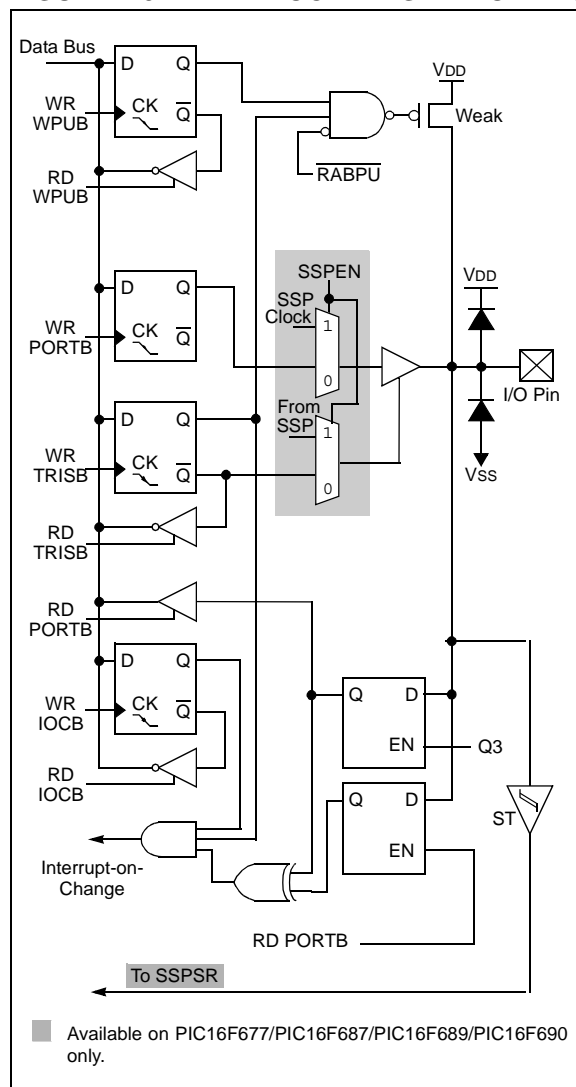 Data Bus
D Q
VDD
WR
WPUB
CK
Q
Weak
RD
WPUB
RABPU
SSPEN
D Q
SSP
Clock
1
VDD
WR
PORTB
CK
Q
0
I/O Pin
From
SSP
1
D Q
WR
TRISB
CK
Q
0
VSS
RD
TRISB
RD
PORTB
D Q
Q D
WR
IOCB
CK
Q
EN
Q3
RD
IOCB
Q D
ST
EN
Interrupt-on-
Change
RD PORTB
To SSPSR
Available on PIC16F677/PIC16F687/PIC16F689/PIC16F690
only.